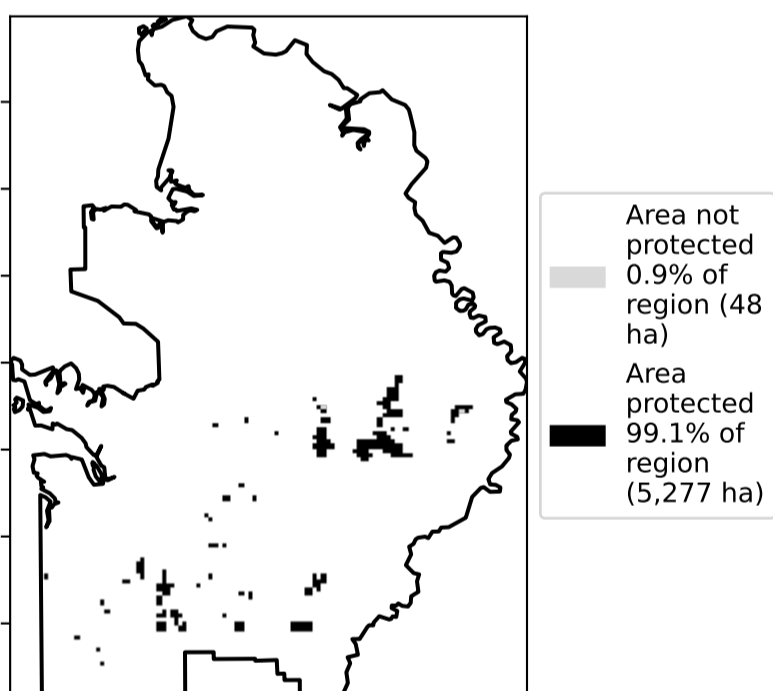 Area not
protected
0.9% of
region (48
ha)
Area
protected
99.1% of
region
(5,277 ha)